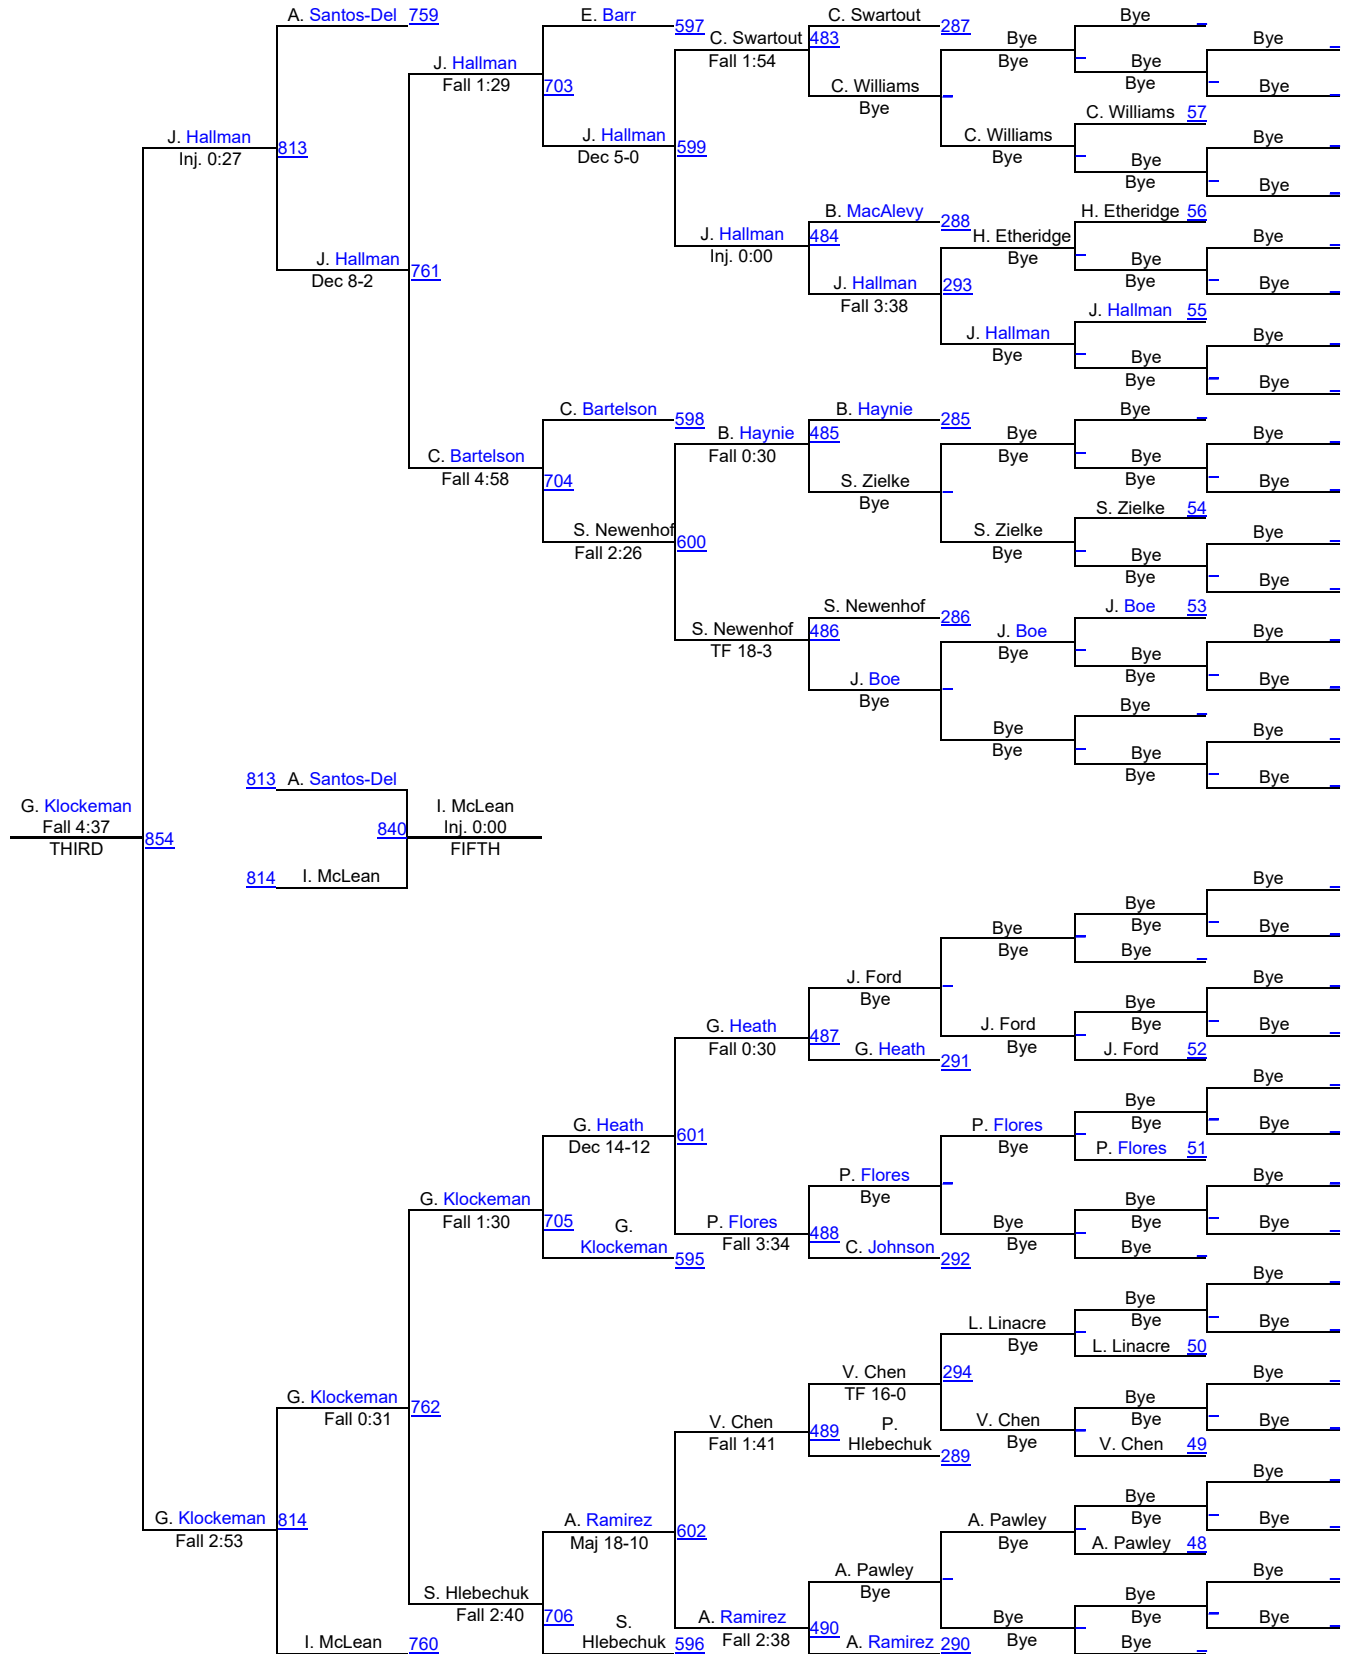 A. Santos-Del 759
E. Barr
597
C. Swartout
287
Bye
J. Hallman
Fall 1:29
703
C. Swartout
Fall 1:54
483
C. Williams
Bye
Bye
Bye
Bye
Bye
Bye
Bye
C. Williams 57
J. Hallman
Inj. 0:27
813
J. Hallman
Dec 5-0
599
C. Williams
Bye
Bye
Bye
Bye
Bye
B. MacAlevy
288
H. Etheridge 56
J. Hallman
Inj. 0:00
484
H. Etheridge
Bye
Bye
Bye
Bye
Bye
J. Hallman
Dec 8-2
761
J. Hallman
Fall 3:38
293
J. Hallman 55
J. Hallman
Bye
Bye
Bye
Bye
Bye
C. Bartelson
598
B. Haynie
285
Bye
C. Bartelson
Fall 4:58
704
B. Haynie
Fall 0:30
485
Bye
Bye
Bye
Bye
Bye
Bye
S. Zielke
Bye
S. Zielke 54
S. Newenhof
Fall 2:26
600
S. Zielke
Bye
Bye
Bye
Bye
Bye
S. Newenhof
286
J. Boe 53
S. Newenhof
TF 18-3
486
J. Boe
Bye
Bye
Bye
Bye
Bye
J. Boe
Bye
Bye
Bye
Bye
Bye
Bye
Bye
Bye
813 A. Santos-Del
G. Klockeman
Fall 4:37
THIRD
854
840
I. McLean
Inj. 0:00
FIFTH
814 I. McLean
Bye
Bye
Bye
Bye
Bye
Bye
Bye
Bye
J. Ford
Bye
Bye
G. Heath
Fall 0:30
487
G. Heath
291
J. Ford
Bye
Bye
Bye
Bye
J. Ford 52
Bye
G. Heath
Dec 14-12
601
P. Flores
Bye
Bye
Bye
Bye
P. Flores 51
G. Klockeman
Fall 1:30
705
P. Flores
Bye
Bye
G.
Klockeman
595
P. Flores
Fall 3:34
488
C. Johnson
292
Bye
Bye
Bye
Bye
Bye
Bye
Bye
L. Linacre
Bye
Bye
Bye
Bye
L. Linacre 50
G. Klockeman
Fall 0:31
762
V. Chen
TF 16-0
294
Bye
V. Chen
Fall 1:41
489
P.
Hlebechuk
289
V. Chen
Bye
Bye
Bye
Bye
V. Chen 49
Bye
G. Klockeman
Fall 2:53
814
A. Ramirez
Maj 18-10
602
A. Pawley
Bye
Bye
Bye
Bye
A. Pawley 48
A. Pawley
Bye
Bye
S. Hlebechuk
Fall 2:40
706
S.
Hlebechuk 596
A. Ramirez
Fall 2:38
490
A. Ramirez 290
Bye
Bye
Bye
Bye
Bye
Bye
I. McLean 760